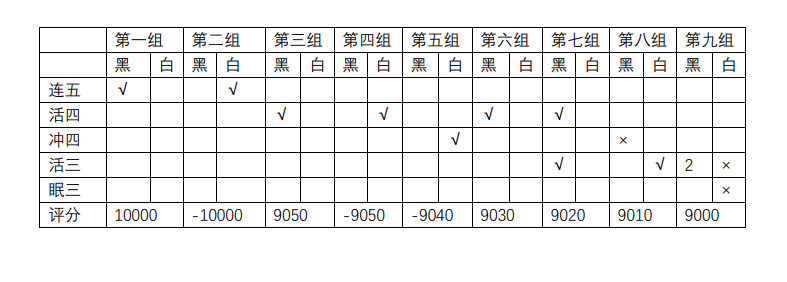 第一组 第二组 第三组 第四组 第五组 第六组 第七组 第八组 第九组
黑 白 黑 白 黑 白 黑 白 黑 白 黑 白 黑 白 黑 白 黑 白
连五 √ √
活四 √ √ √ √
冲四 √ ×
活三 √ √ 2 ×
眠三 ×
评分 10000 -10000 9050 -9050 -9040 9030 9020 9010 9000